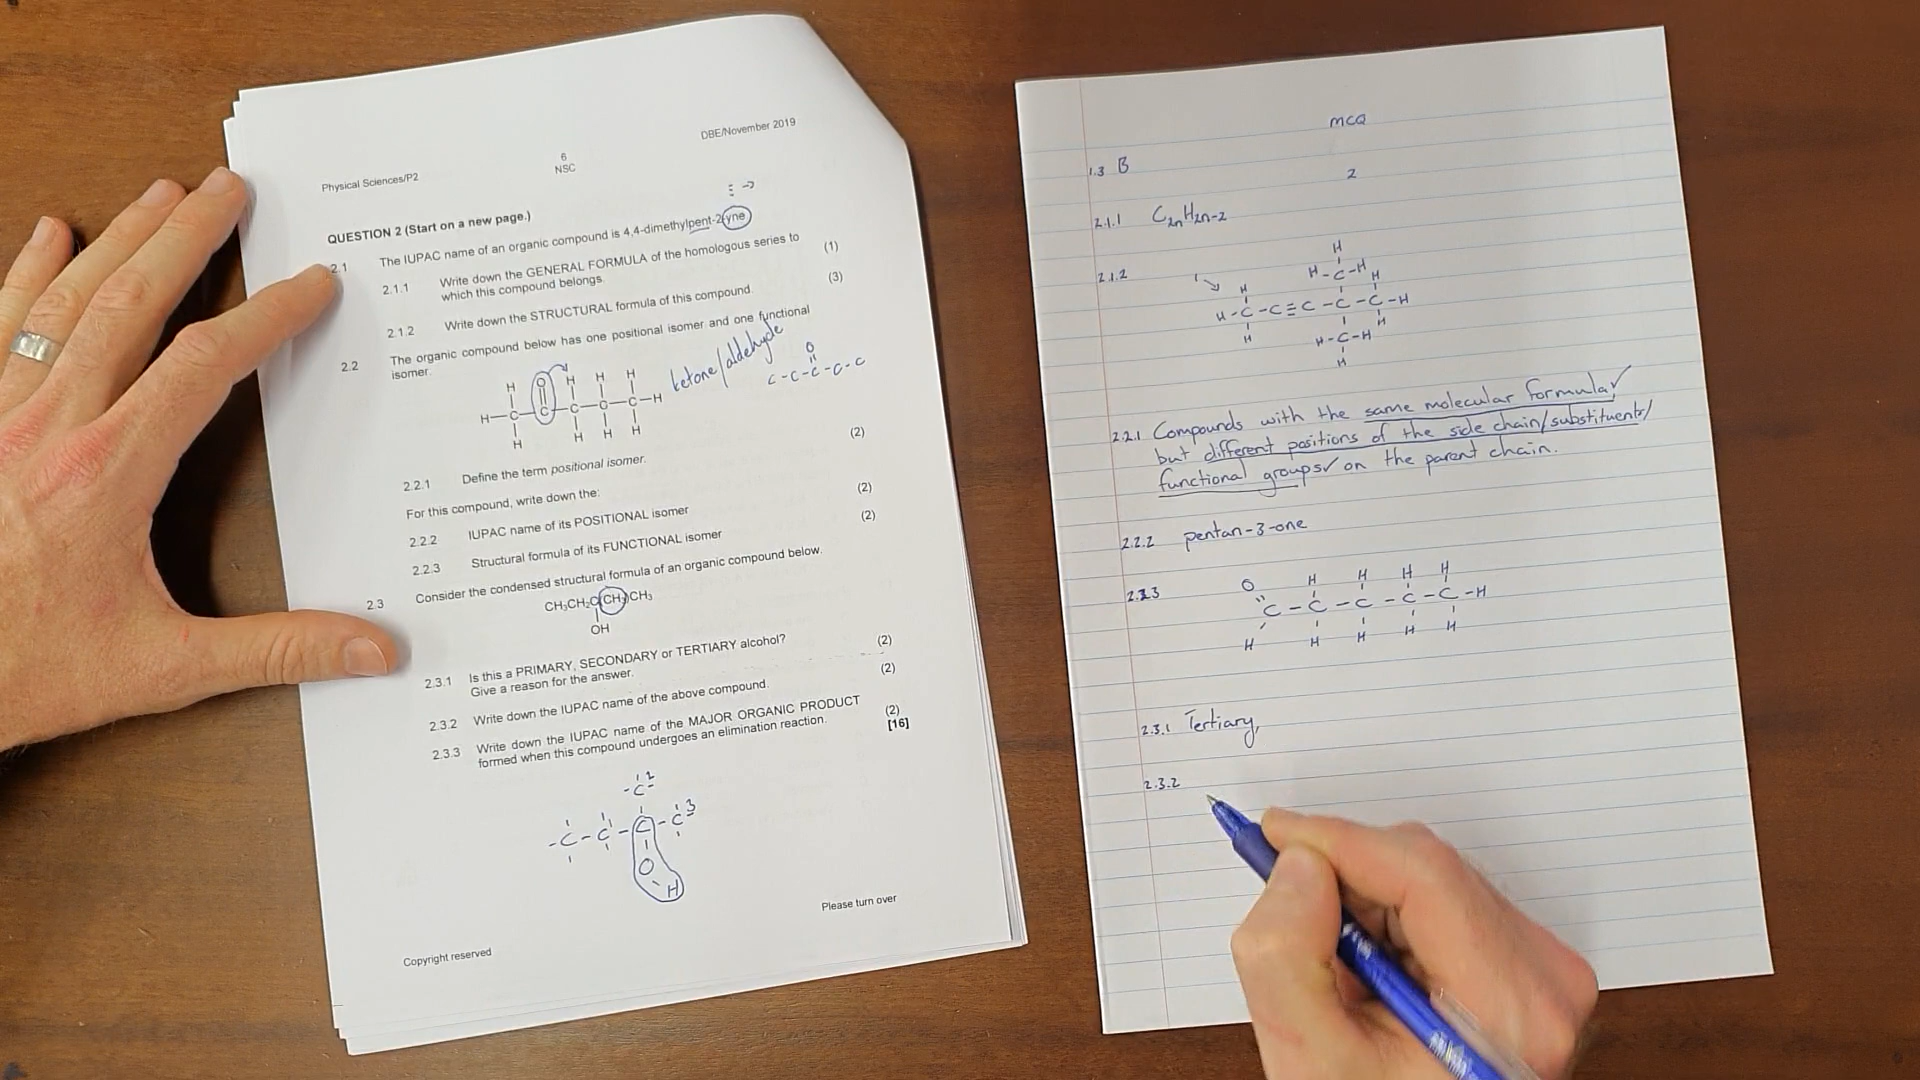 DBE/November 2019
6
NSC
Physical Sciences/P2
⋮ →
QUESTION 2 (Start on a new page.)
2.1 The IUPAC name of an organic compound is 4,4-dimethylpent-2-yne
2.1.1 Write down the GENERAL FORMULA of the homologous series to (1)
which this compound belongs.
2.1.2 Write down the STRUCTURAL formula of this compound. (3)
2.2 The organic compound below has one positional isomer and one functional
isomer.
H O H H H
H—C—C—C—C—C—H
H H H H
ketone/aldehyde
O
C-C-C-C-C
2.2.1 Define the term positional isomer. (2)
For this compound, write down the:
2.2.2 IUPAC name of its POSITIONAL isomer (2)
2.2.3 Structural formula of its FUNCTIONAL isomer (2)
2.3 Consider the condensed structural formula of an organic compound below.
CH3CH2C(CH3)CH3
OH
2.3.1 Is this a PRIMARY, SECONDARY or TERTIARY alcohol?
Give a reason for the answer. (2)
2.3.2 Write down the IUPAC name of the above compound. (2)
2.3.3 Write down the IUPAC name of the MAJOR ORGANIC PRODUCT
formed when this compound undergoes an elimination reaction. (2)
[16]
-C- 2
-C-C-C-C 3
O
H
Please turn over
Copyright reserved
MCQ
1.3 B
2
2.1.1 C2nH2n-2
2.1.2 1
H
H-C-H
H H
H-C-C≡C-C-C-H
H H
H-C-H
H
2.2.1 Compounds with the same molecular formula✓
but different positions of the side chain/substituents/
functional groups✓ on the parent chain.
2.2.2 pentan-3-one
2.2.3
O H H H H
C-C-C-C-C-H
H H H H H
2.3.1 Tertiary,
2.3.2